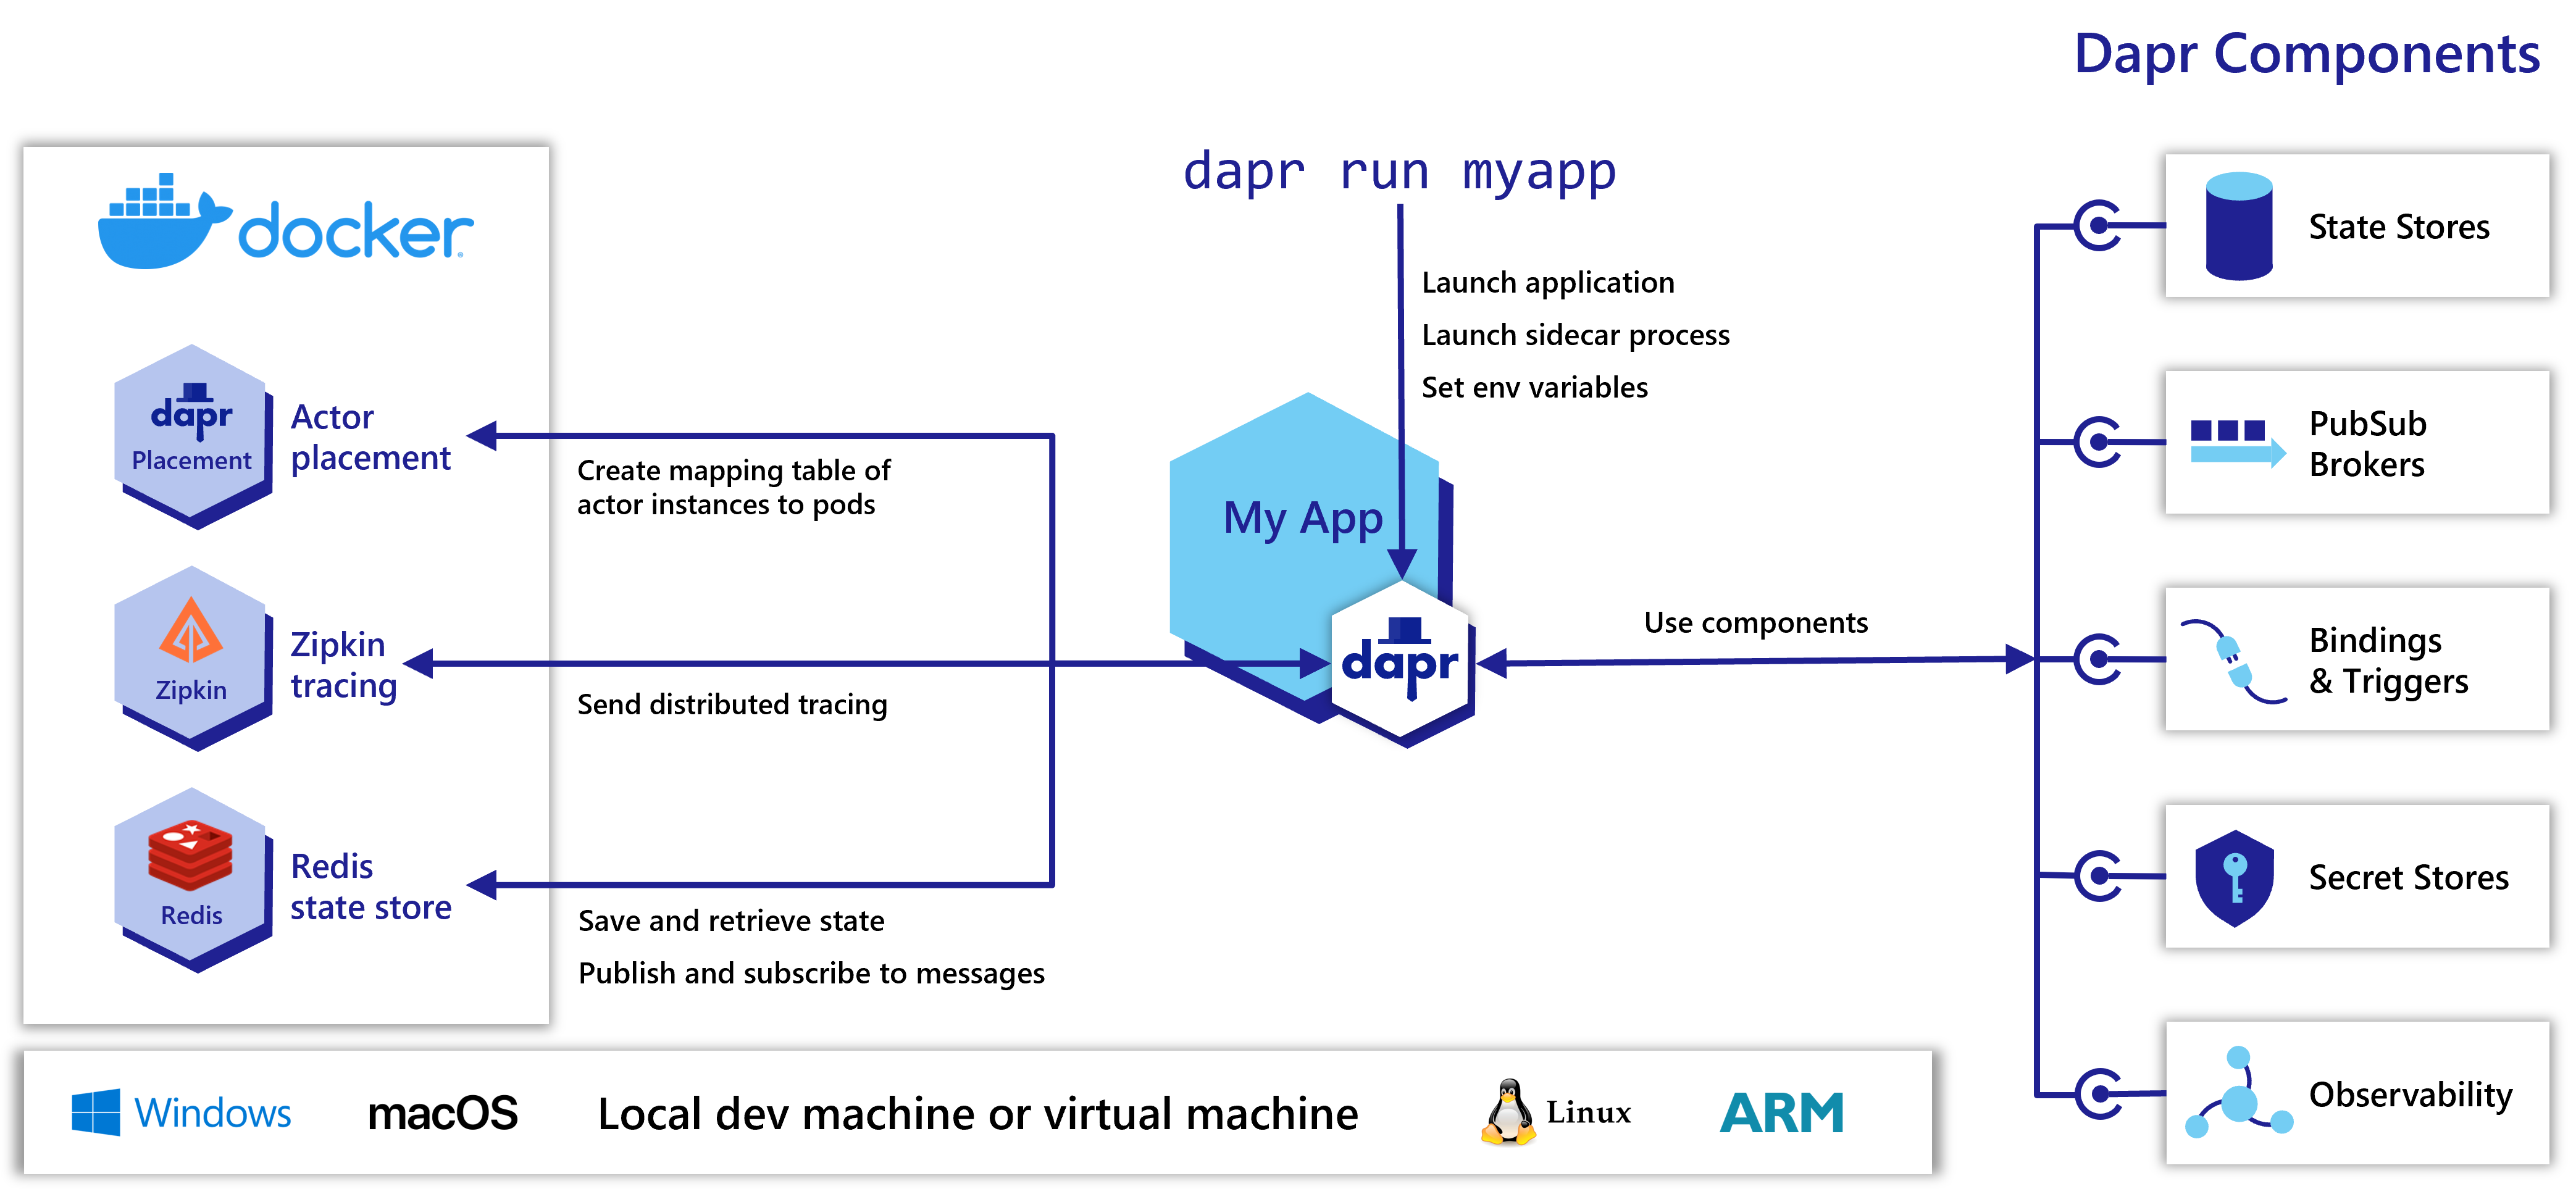 Dapr Components
docker
dapr run myapp
Launch application
Launch sidecar process
Set env variables
dapr
Placement
Actor
placement
Create mapping table of
actor instances to pods
My App
dapr
Zipkin
Zipkin
tracing
Send distributed tracing
Use components
Redis
Redis
state store
Save and retrieve state
Publish and subscribe to messages
State Stores
PubSub
Brokers
Bindings
& Triggers
Secret Stores
Observability
Windows
macOS
Local dev machine or virtual machine
Linux
ARM